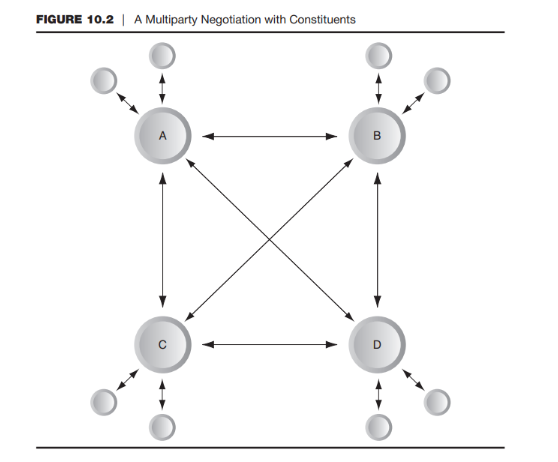 FIGURE 10.2 | A Multiparty Negotiation with Constituents
A
B
C
D